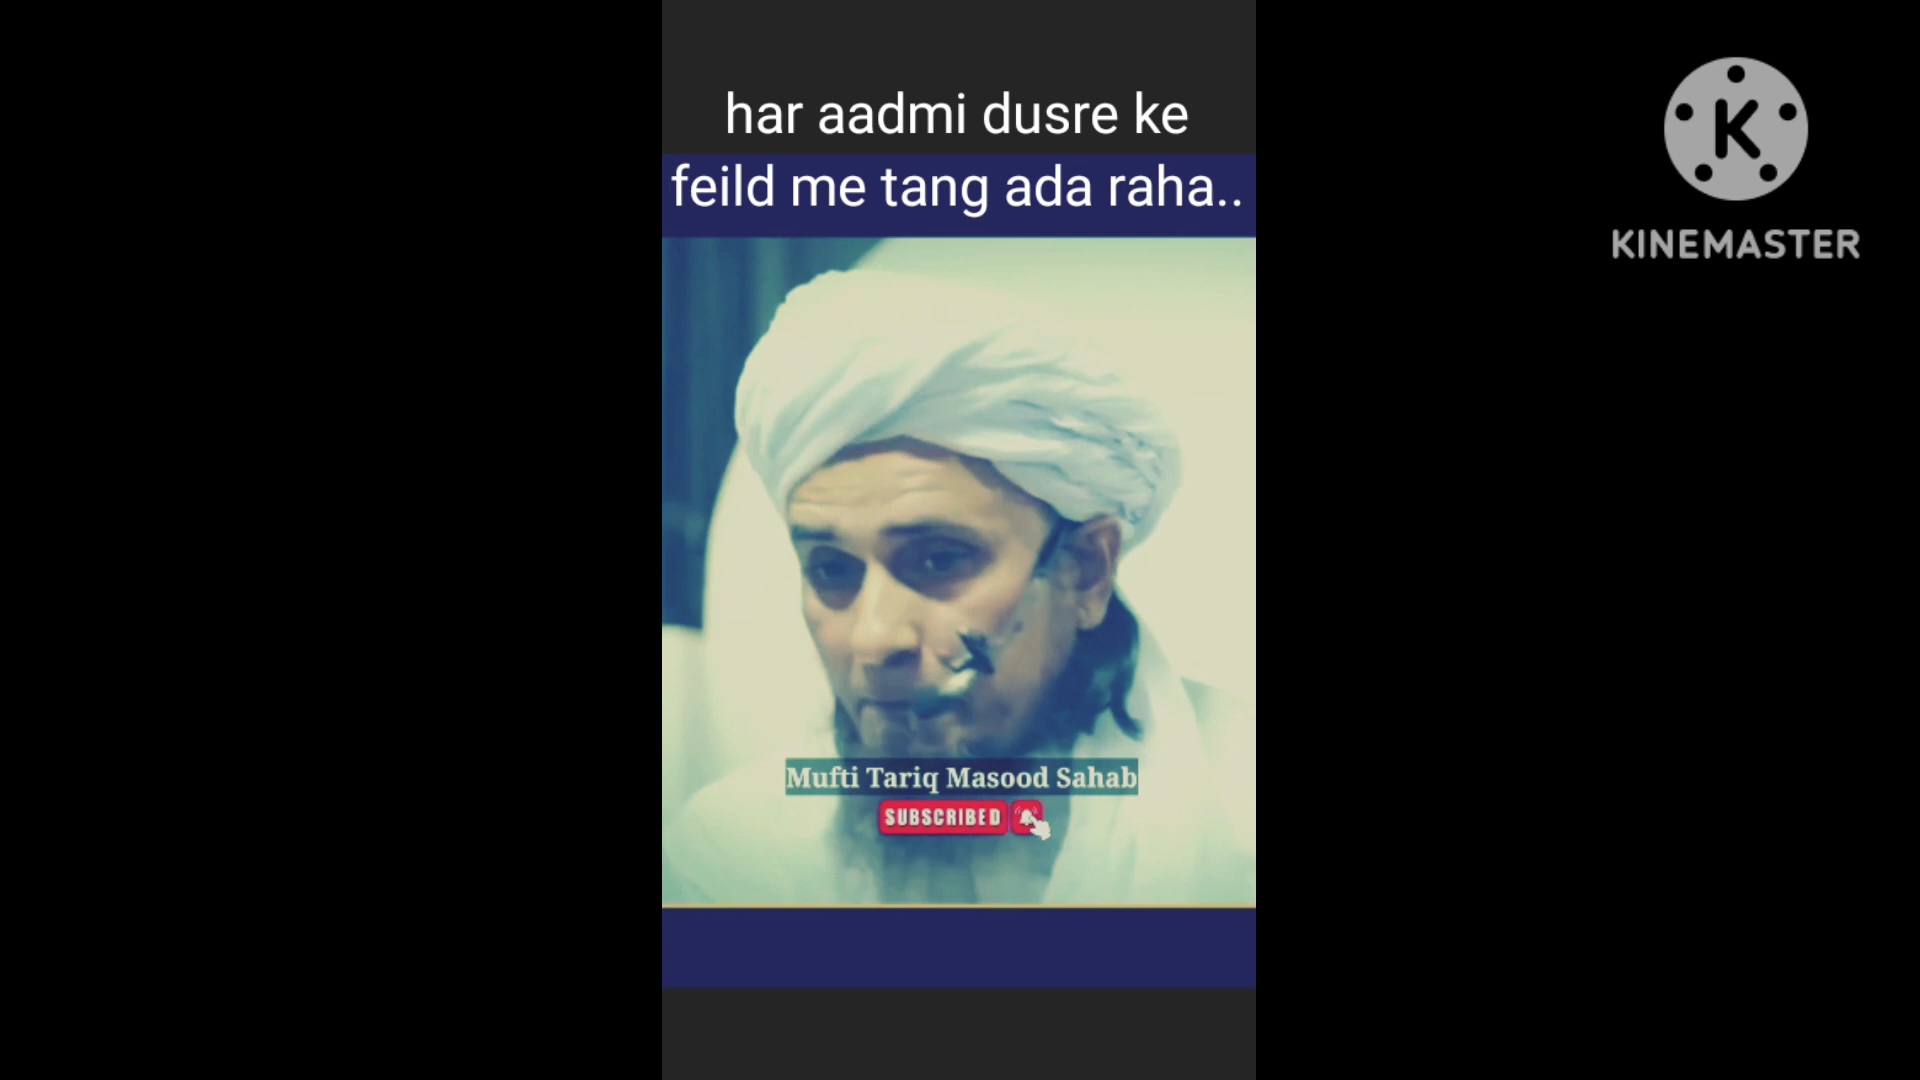 har aadmi dusre ke
feild me tang ada raha..
K
KINEMASTER
Mufti Tariq Masood Sahab
SUBSCRIBED